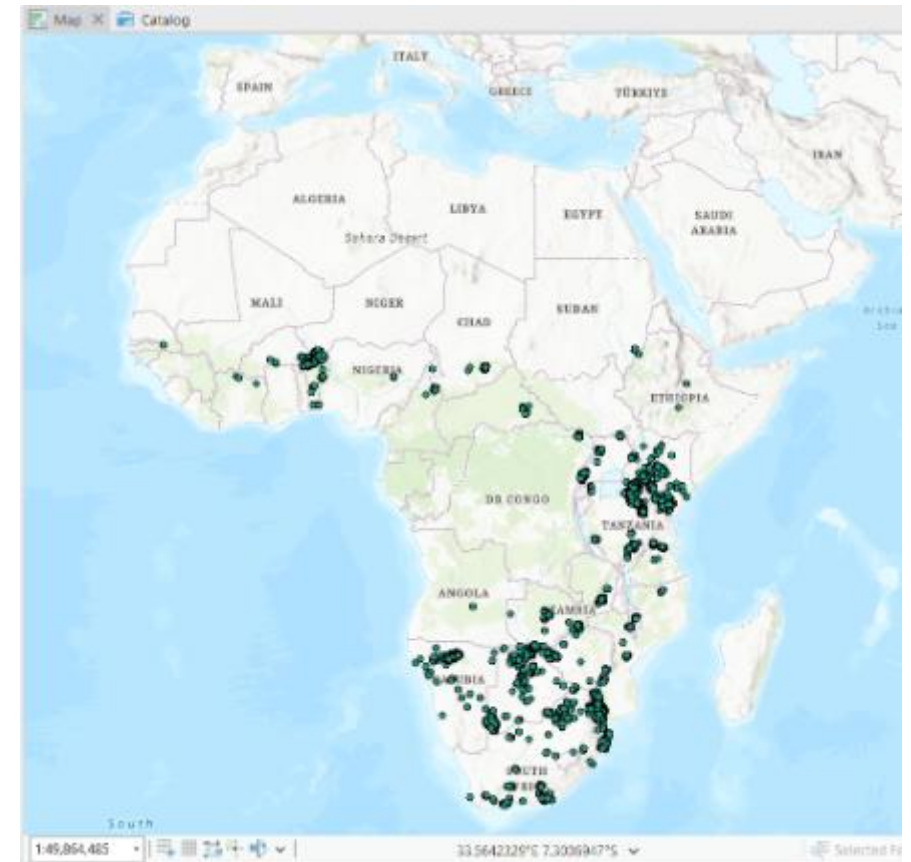 Map Catalog
ITALY
SPAIN
GREECE
TÜRKIYE
IRAN
ALGERIA
LIBYA
EGYPT
SAUDI
ARABIA
Sahara Desert
MALI
NIGER
SUDAN
CHAD
NIGERIA
ETHIOPIA
DR CONGO
TANZANIA
ANGOLA
ZAMBIA
SOUTH
South
1:49,864,485
33.5642329°E 7.3036947°S
Selected